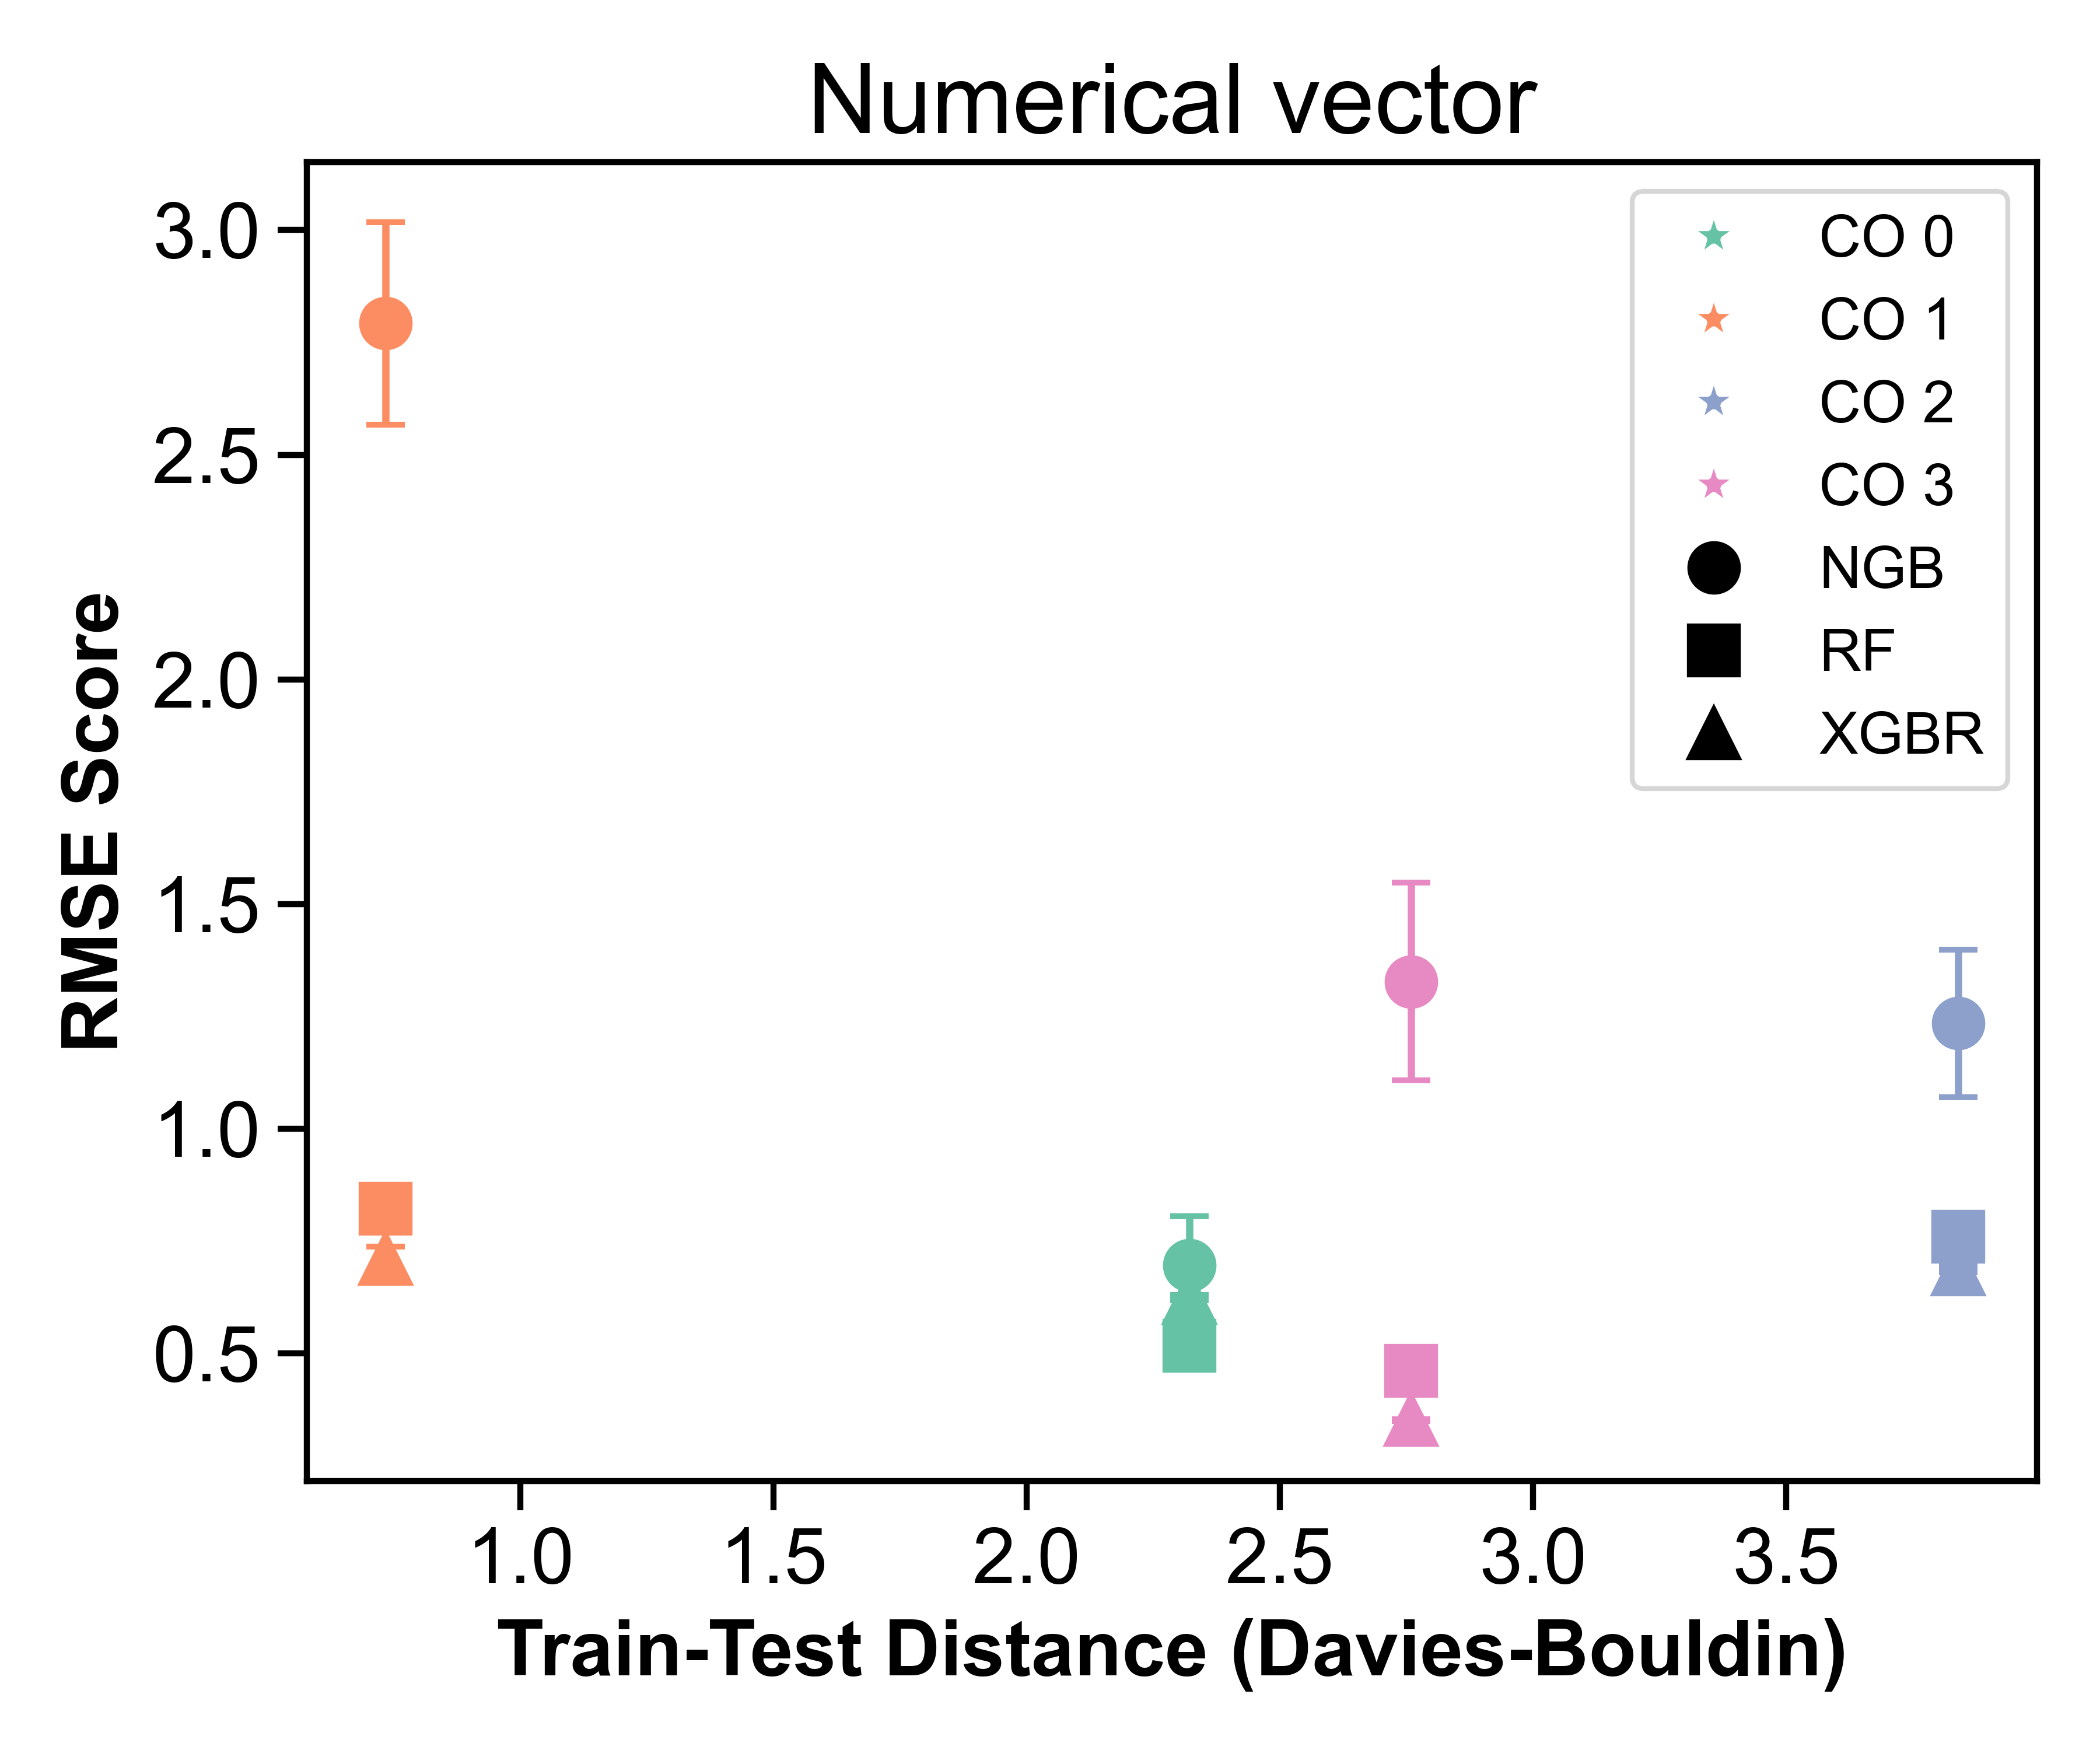 Numerical vector
RMSE Score
3.0
2.5
2.0
1.5
1.0
0.5
CO 0
CO 1
CO 2
CO 3
NGB
RF
XGBR
1.0 1.5 2.0 2.5 3.0 3.5
Train-Test Distance (Davies-Bouldin)